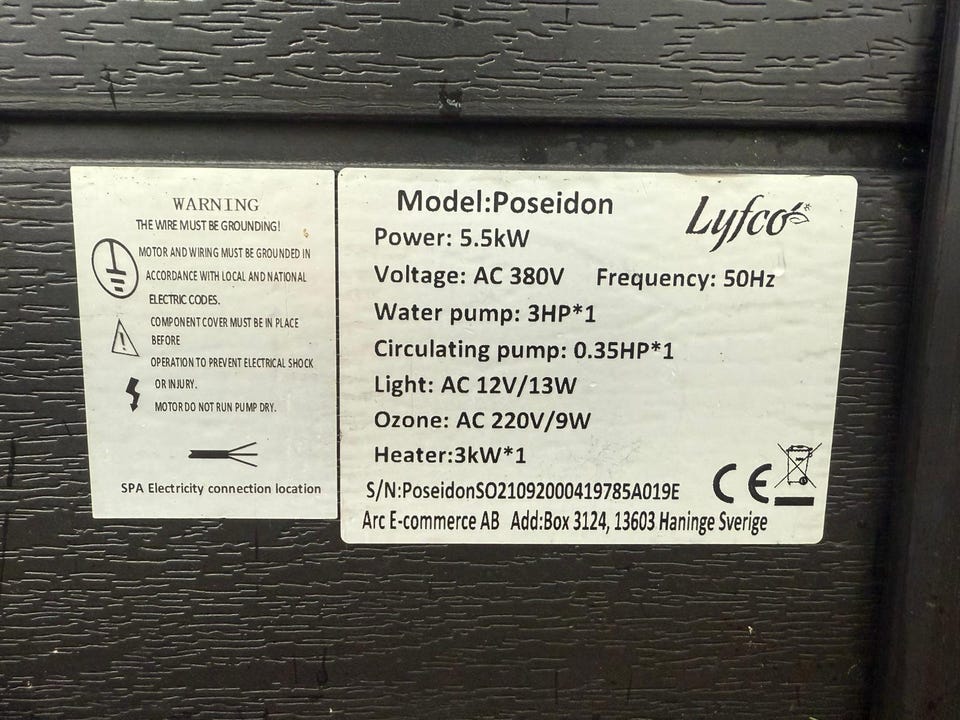 WARNING
THE WIRE MUST BE GROUNDING!
MOTOR AND WIRING MUST BE GROUNDED IN
ACCORDANCE WITH LOCAL AND NATIONAL
ELECTRIC CODES.
COMPONENT COVER MUST BE IN PLACE
BEFORE
OPERATION TO PREVENT ELECTRICAL SHOCK
OR INJURY.
MOTOR DO NOT RUN PUMP DRY.
SPA Electricity connection location
Model:Poseidon
Lyfco
Power: 5.5kW
Voltage: AC 380V Frequency: 50Hz
Water pump: 3HP*1
Circulating pump: 0.35HP*1
Light: AC 12V/13W
Ozone: AC 220V/9W
Heater:3kW*1
S/N:PoseidonSO21092000419785A019E
CE
Arc E-commerce AB Add:Box 3124, 13603 Haninge Sverige